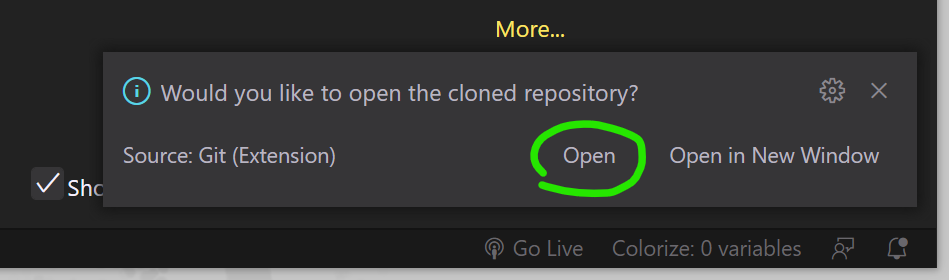 More...
Would you like to open the cloned repository?
Source: Git (Extension) Open Open in New Window
Sho
Go Live Colorize: 0 variables